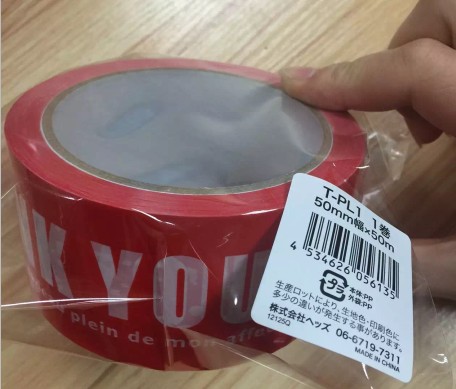 K YOU
plein de mon affe
T-PL1 1巻
50mm幅×50m
4 534626 056135
本体:PP
外袋:PP
生産ロットにより、生地色・印刷色に
多少の違いが発生する事があります。
株式会社ヘッズ 06-6719-7311
12125Q MADE IN CHINA